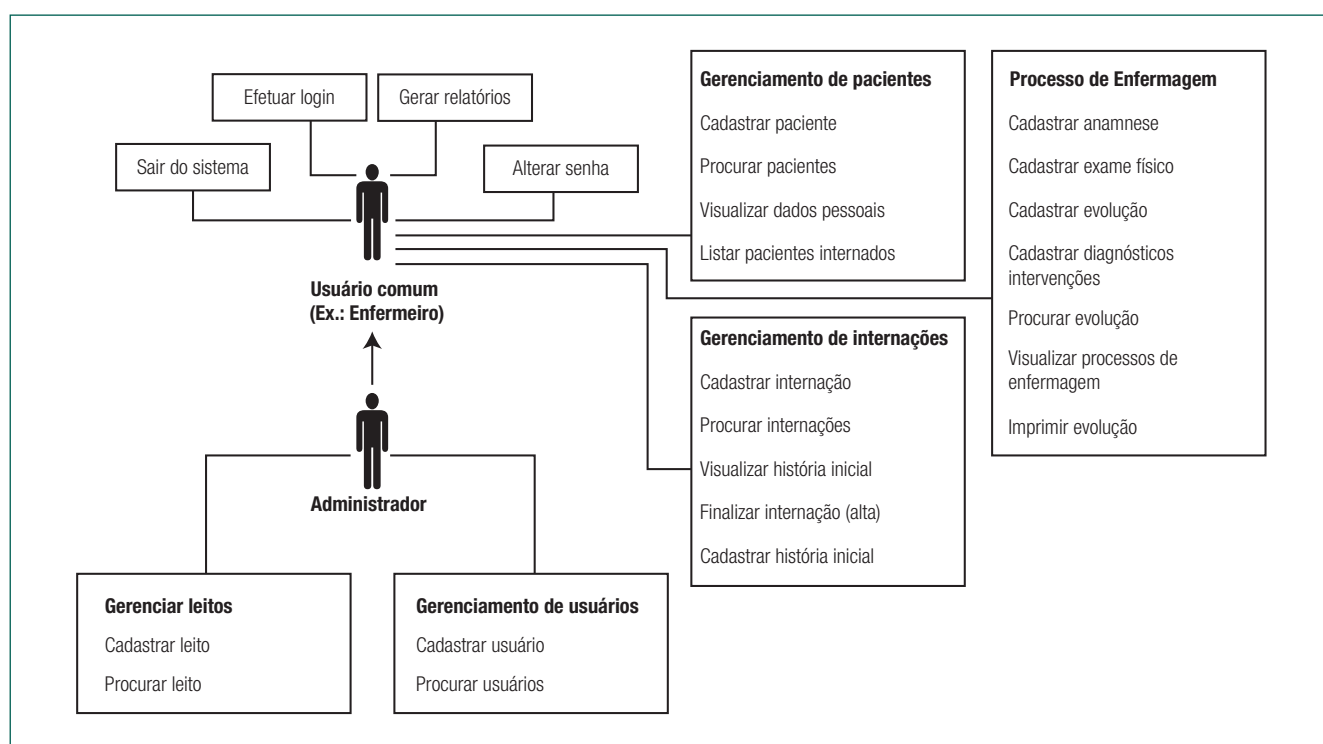 Efetuar login
Gerar relatórios
Sair do sistema
Alterar senha
Usuário comum
(Ex.: Enfermeiro)
Administrador
Gerenciamento de pacientes
Cadastrar paciente
Procurar pacientes
Visualizar dados pessoais
Listar pacientes internados
Processo de Enfermagem
Cadastrar anamnese
Cadastrar exame físico
Cadastrar evolução
Cadastrar diagnósticos
intervenções
Procurar evolução
Visualizar processos de
enfermagem
Imprimir evolução
Gerenciamento de internações
Cadastrar internação
Procurar internações
Visualizar história inicial
Finalizar internação (alta)
Cadastrar história inicial
Gerenciar leitos
Cadastrar leito
Procurar leito
Gerenciamento de usuários
Cadastrar usuário
Procurar usuários